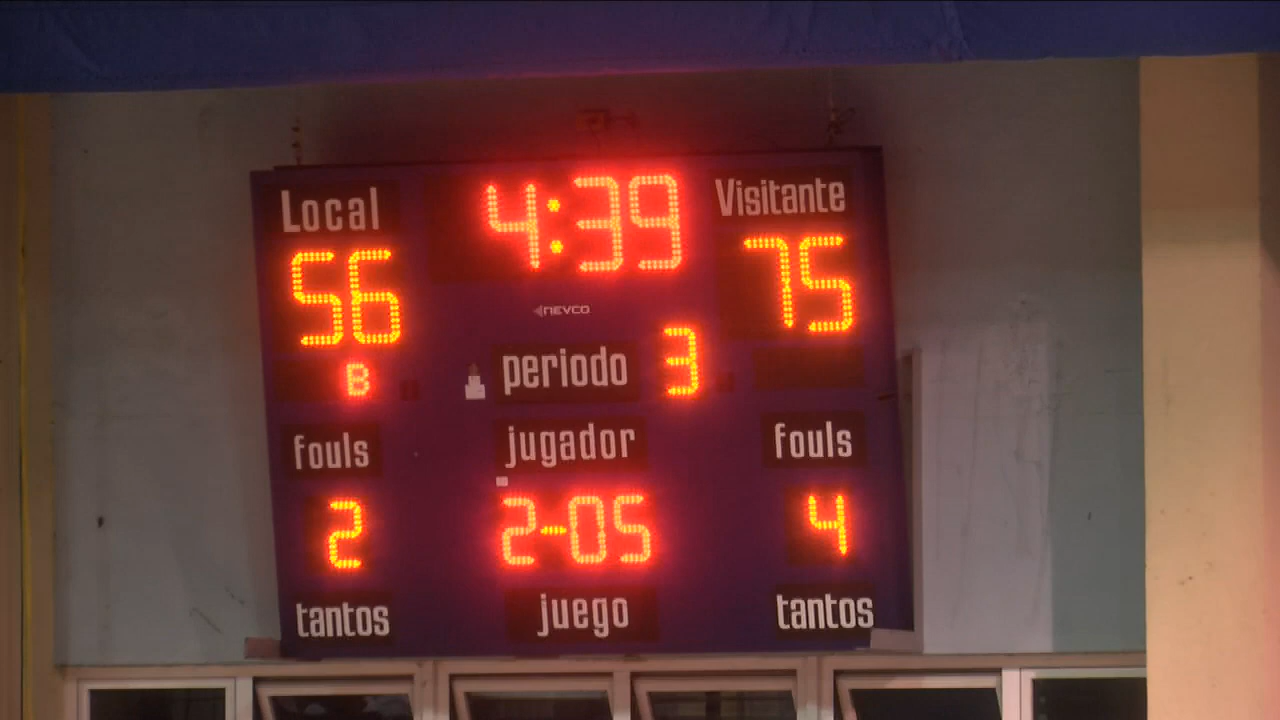 Local 4:39 Visitante
56 75
NEVCO
B periodo 3
fouls jugador fouls
2 2-05 4
tantos juego tantos